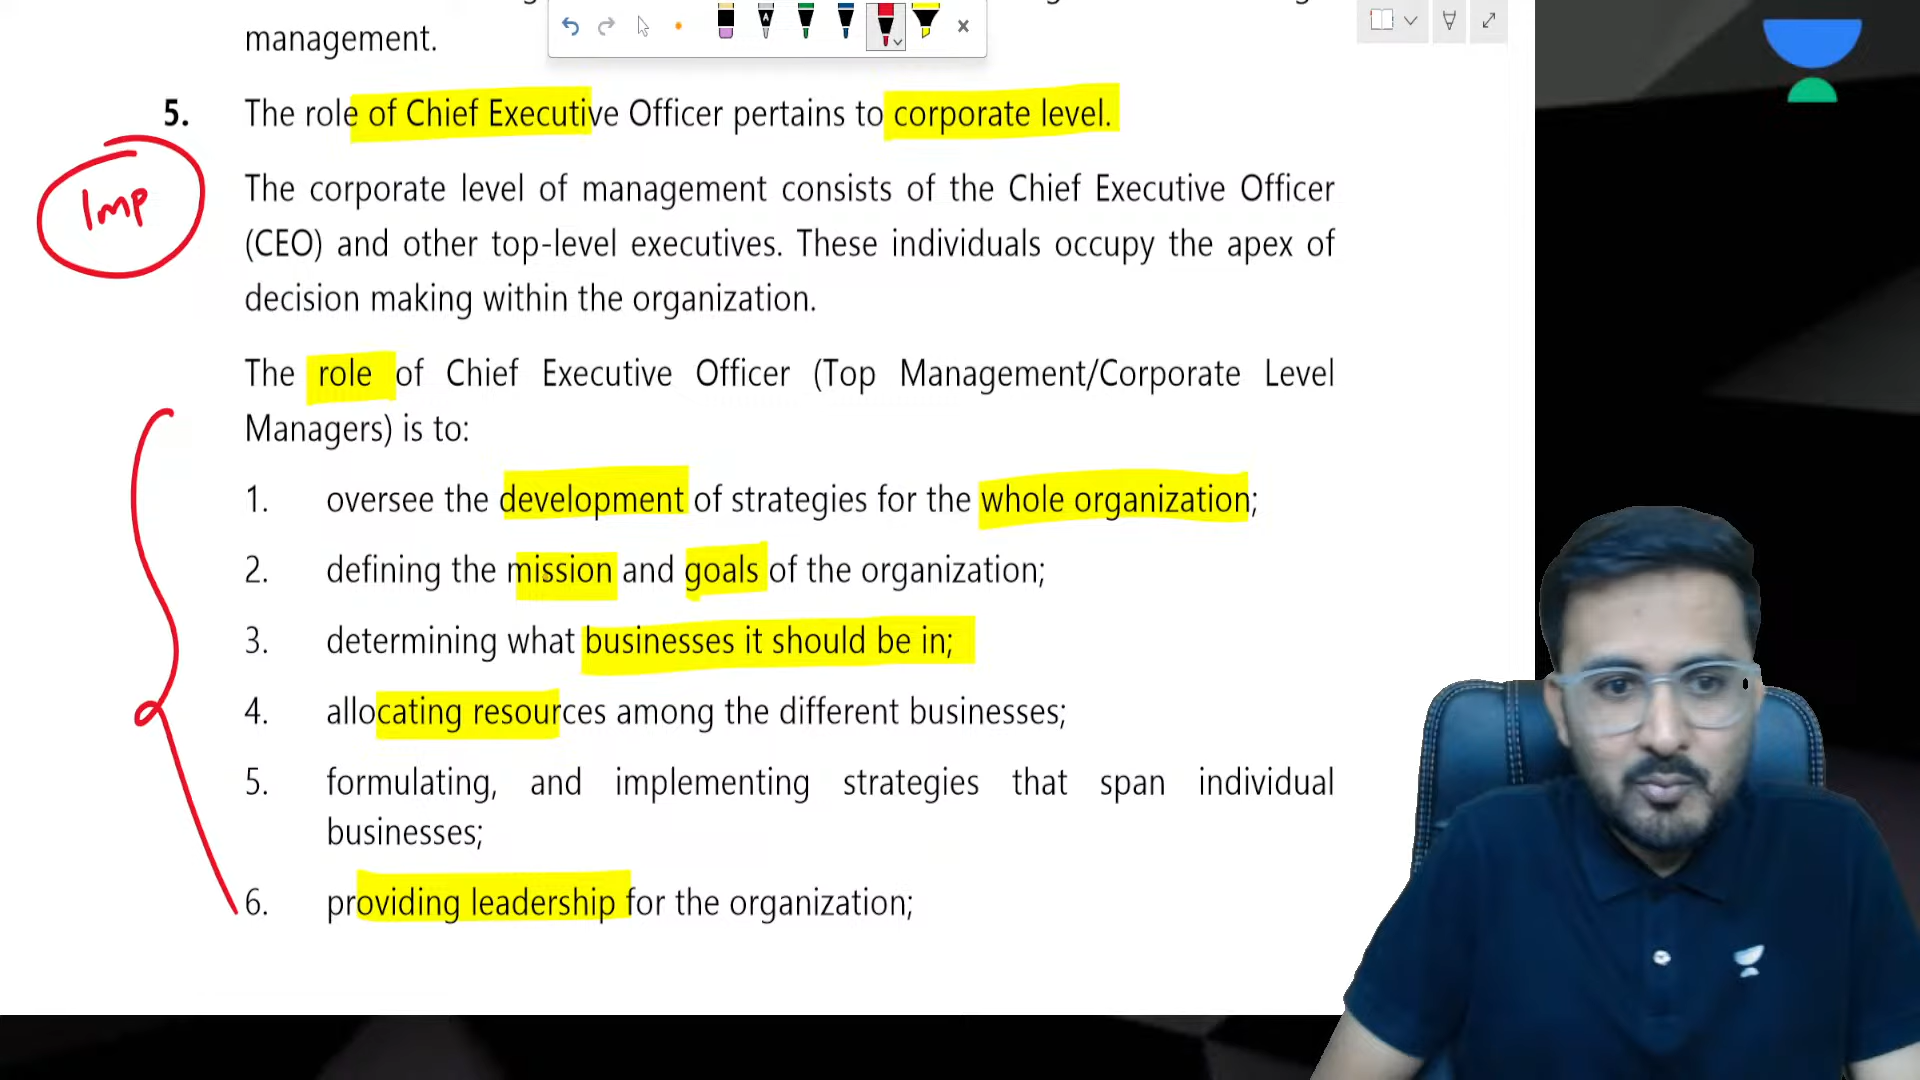 management.
5. The role of Chief Executive Officer pertains to corporate level.
Imp
The corporate level of management consists of the Chief Executive Officer
(CEO) and other top-level executives. These individuals occupy the apex of
decision making within the organization.
The role of Chief Executive Officer (Top Management/Corporate Level
Managers) is to:
1. oversee the development of strategies for the whole organization;
2. defining the mission and goals of the organization;
3. determining what businesses it should be in;
4. allocating resources among the different businesses;
5. formulating, and implementing strategies that span individual
businesses;
6. providing leadership for the organization;